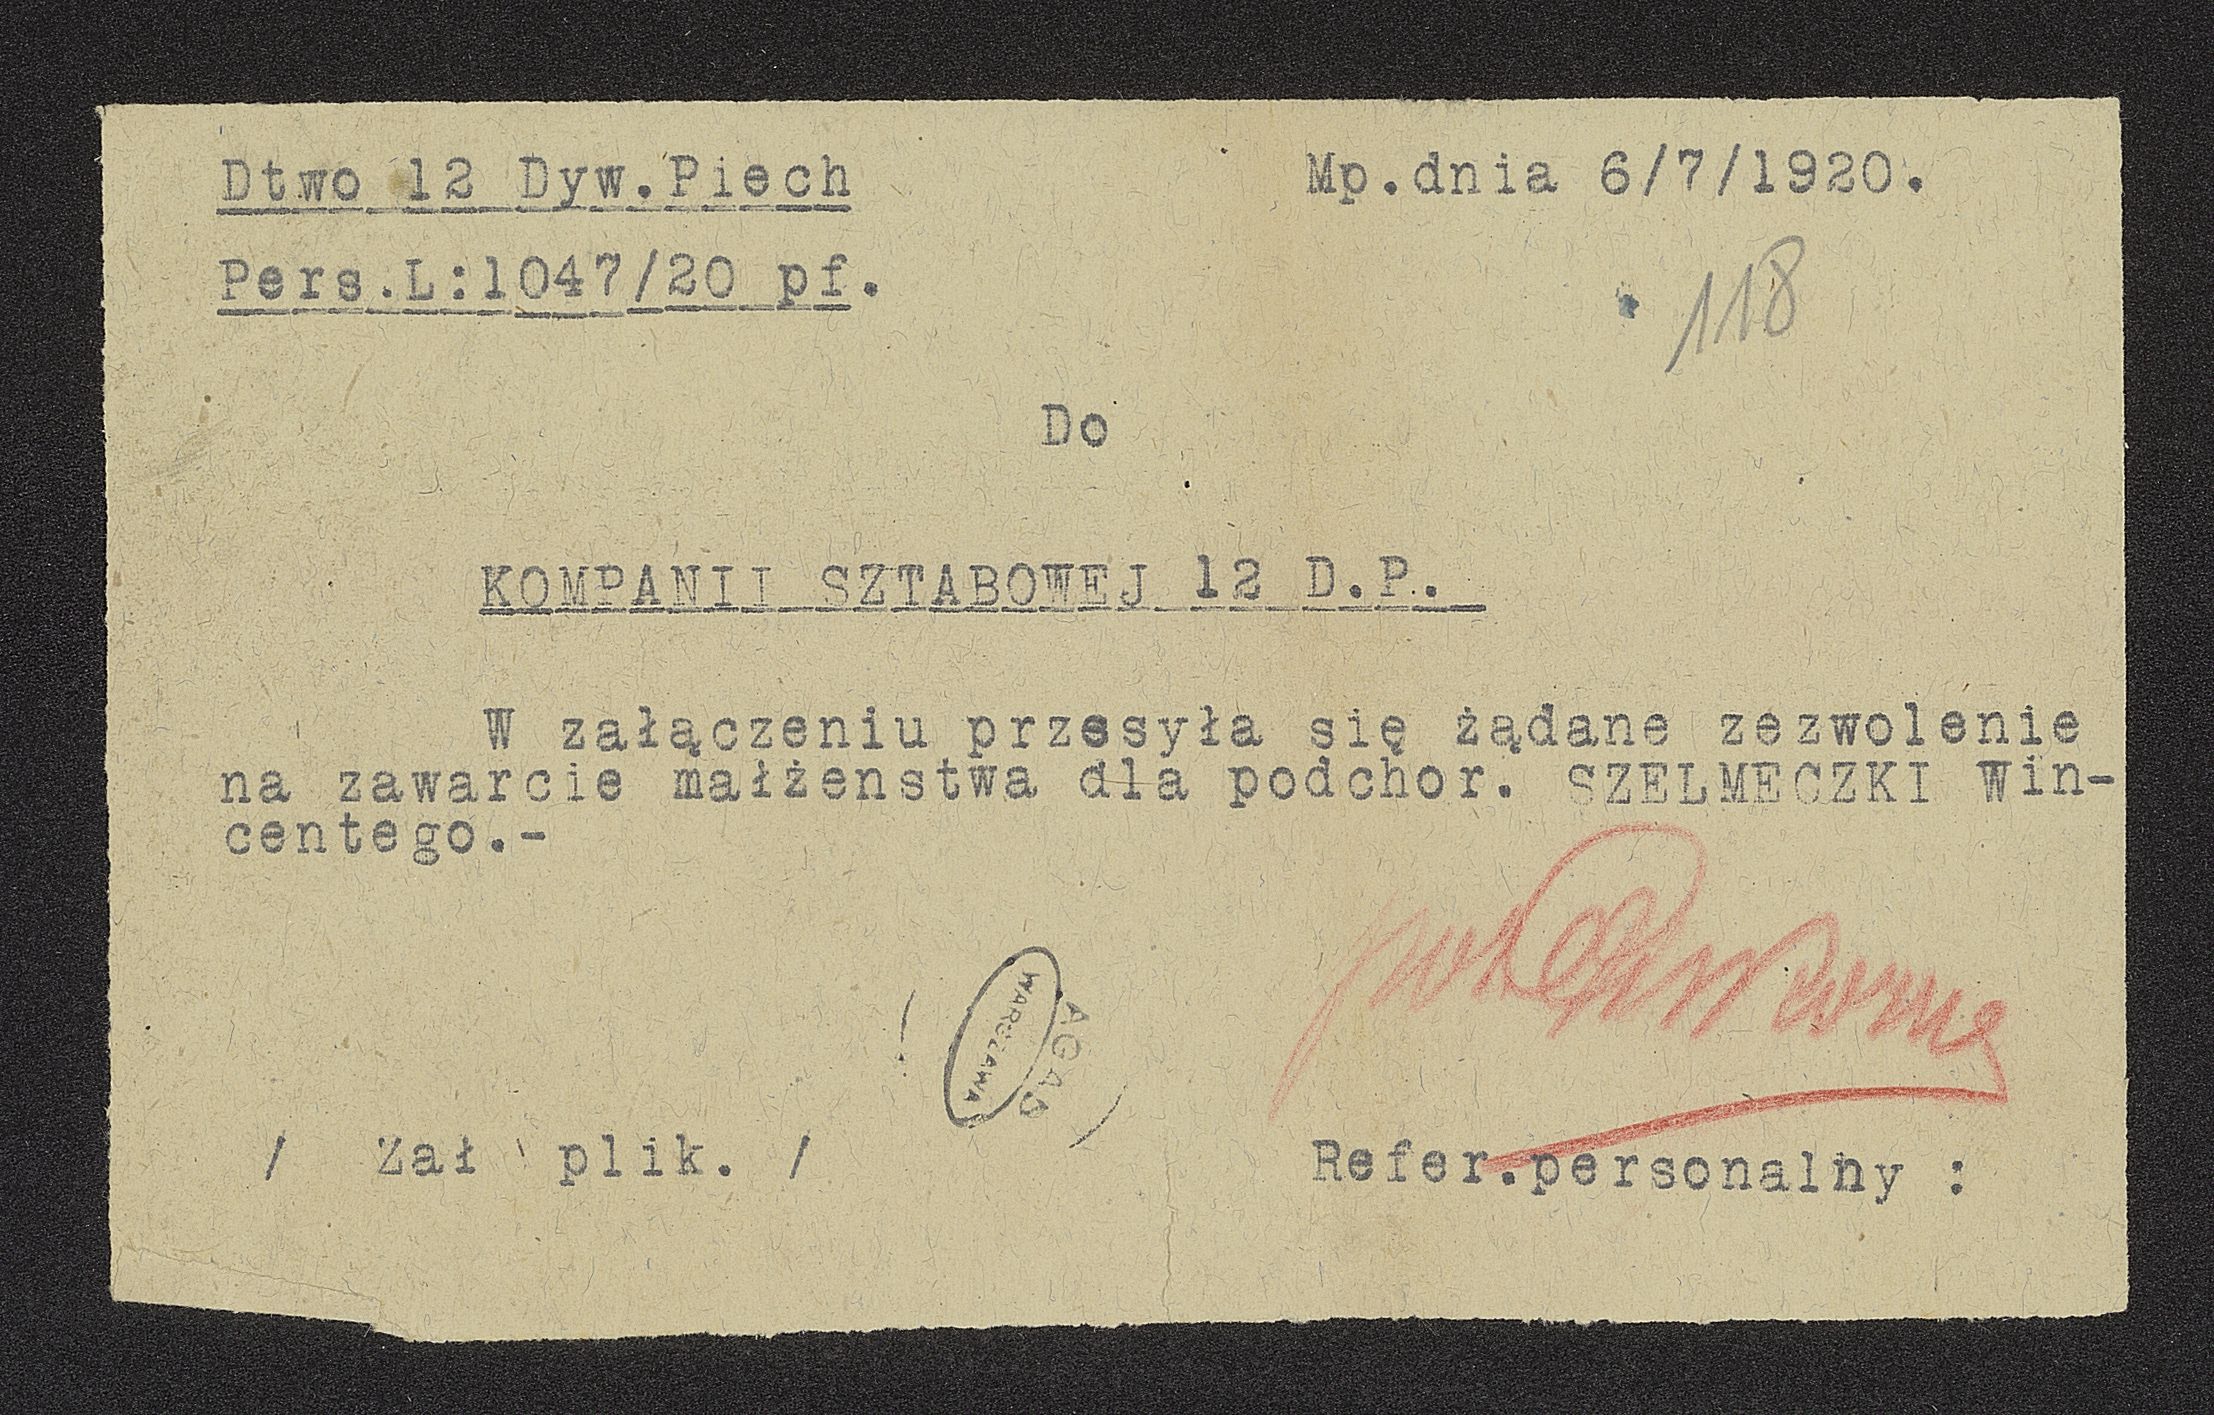 Dtwo 12 Dyw.Piech
Mp.dnia 6/7/1920.
Pers.L:1047/20 pf.
118
Do
KOMPANII SZTABOWEJ 12 D.P.
W załączeniu przesyła się żądane zezwolenie
na zawarcie małżenstwa dla podchor. SZELMECZKI Win-
centego.-
AGAD
WARSZAWA
/ Zał plik. /
Refer.personalny :